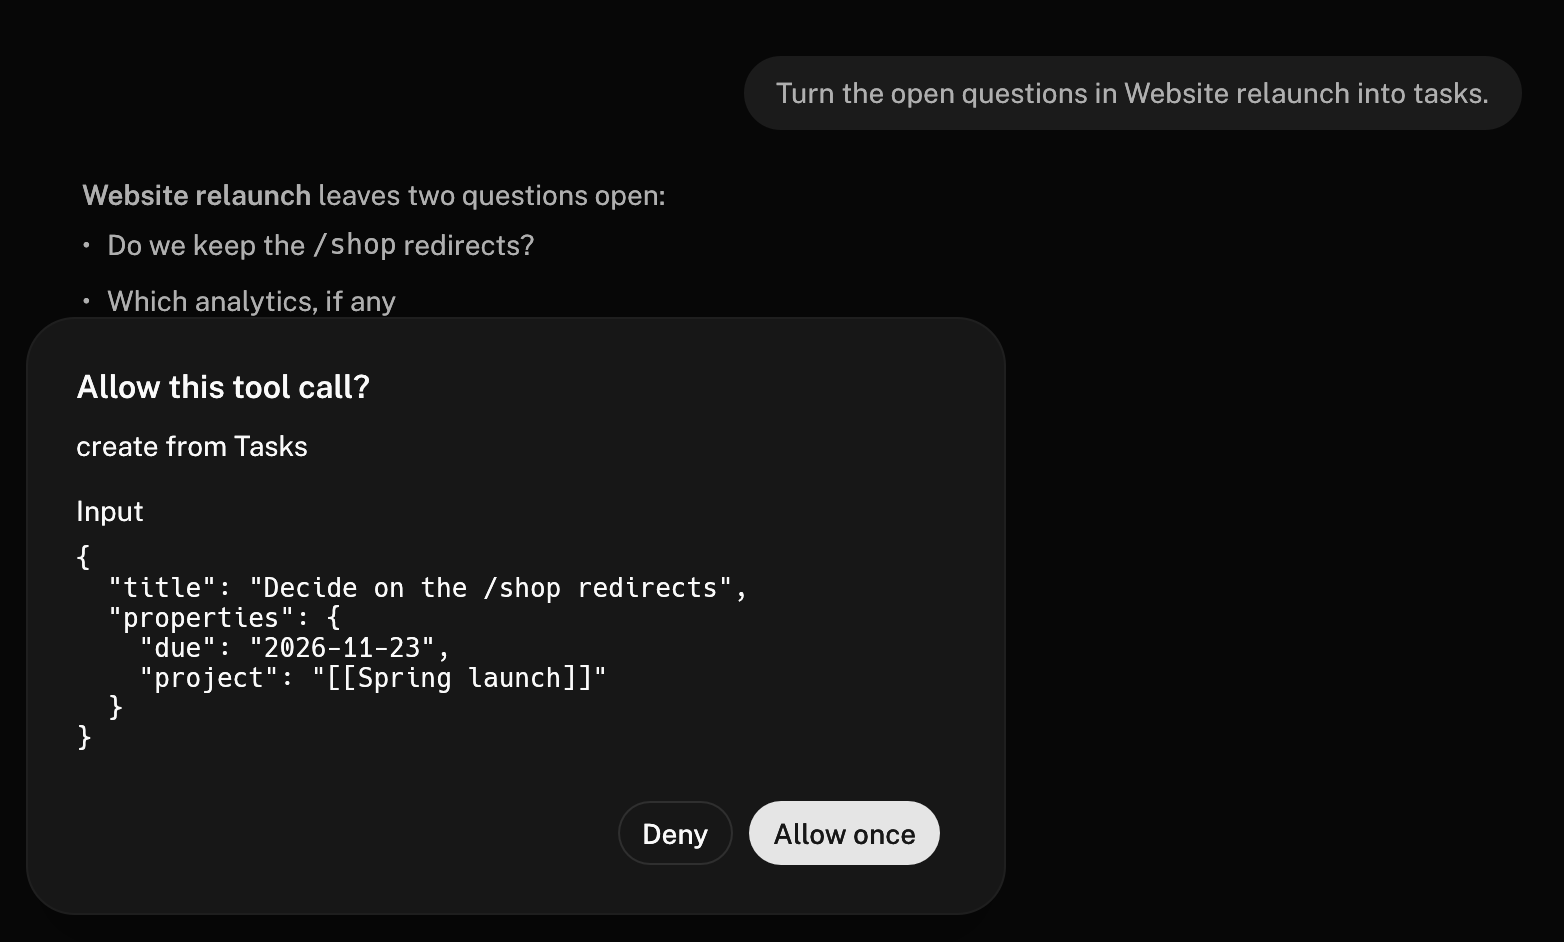 Turn the open questions in Website relaunch into tasks.
Website relaunch leaves two questions open:
• Do we keep the /shop redirects?
• Which analytics, if any
Allow this tool call?
create from Tasks
Input
{
  "title": "Decide on the /shop redirects",
  "properties": {
    "due": "2026-11-23",
    "project": "[[Spring launch]]"
  }
}
Deny
Allow once